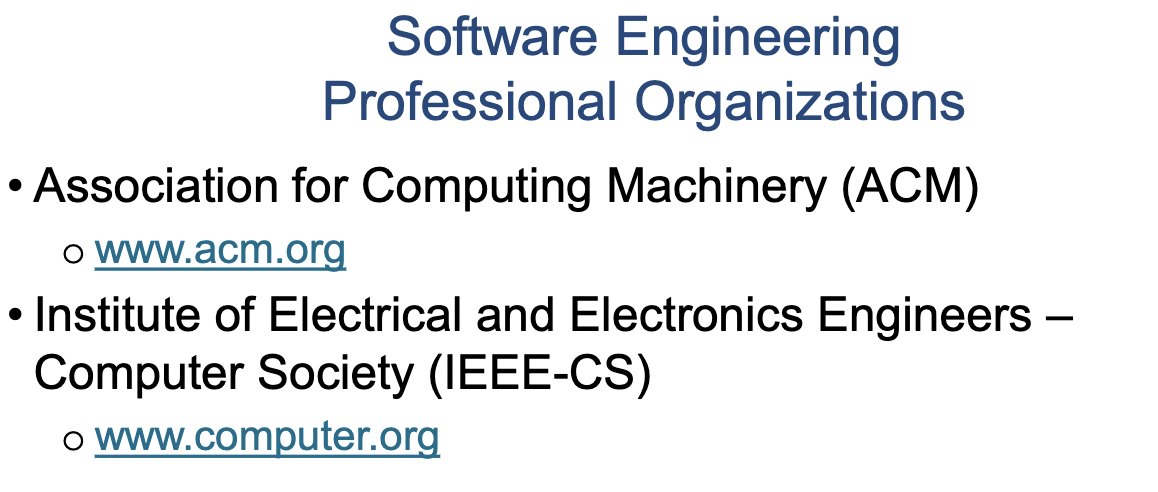 Software Engineering
Professional Organizations
• Association for Computing Machinery (ACM)
o www.acm.org
• Institute of Electrical and Electronics Engineers –
Computer Society (IEEE-CS)
o www.computer.org